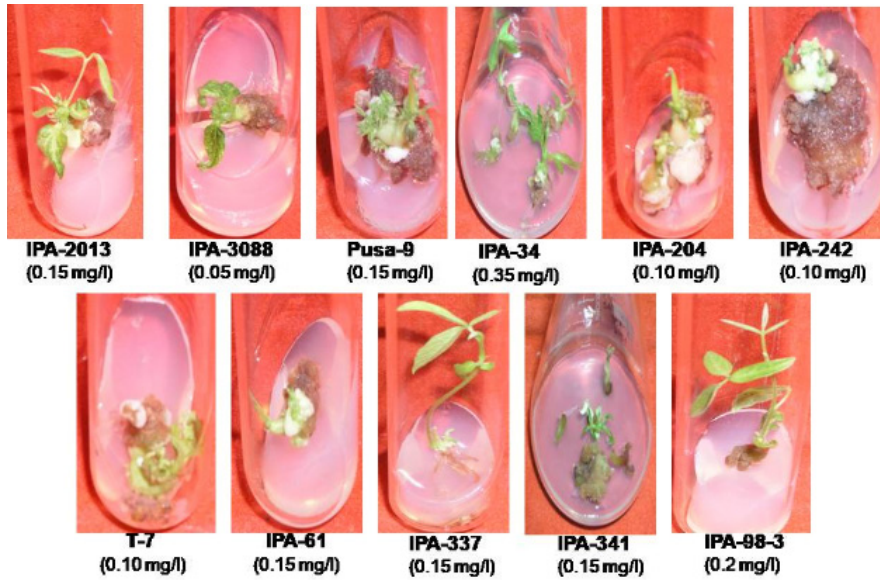 IPA-2013
(0.15 mg/l)
IPA-3088
(0.05 mg/l)
Pusa-9
(0.15 mg/l)
IPA-34
(0.35 mg/l)
IPA-204
(0.10 mg/l)
IPA-242
(0.10 mg/l)
T-7
(0.10 mg/l)
IPA-61
(0.15 mg/l)
IPA-337
(0.15 mg/l)
IPA-341
(0.15 mg/l)
IPA-98-3
(0.2 mg/l)